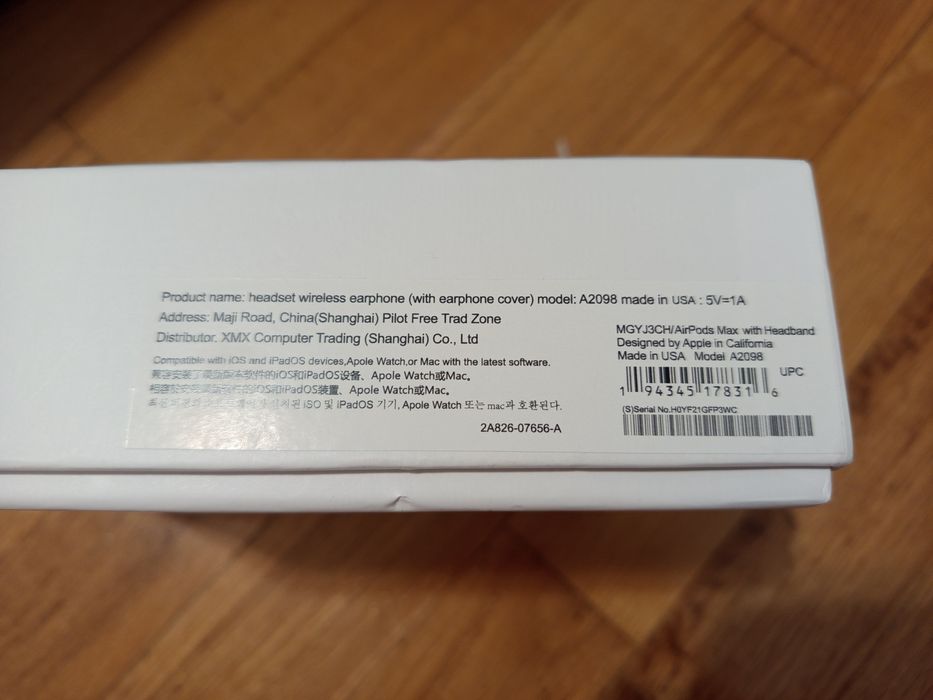 Product name: headset wireless earphone (with earphone cover) model: A2098 made in USA : 5V=1A
Address: Maji Road, China(Shanghai) Pilot Free Trad Zone
Distributor. XMX Computer Trading (Shanghai) Co., Ltd
Compatible with iOS and iPadOS devices,Apole Watch,or Mac with the latest software.
软件的iOS和iPadOS设备、Apole Watch或Mac。
iOS和iPadOS装置、Apole Watch或Mac。
iSO 및 iPadOS 기기, Apole Watch 또는 mac과 호환된다.
2A826-07656-A
MGYJ3CH/AirPods Max with Headband
Designed by Apple in California
Made in USA Model A2098
UPC
1 94345 17831 6
(S)Serial No.H0YF21GFP3WC